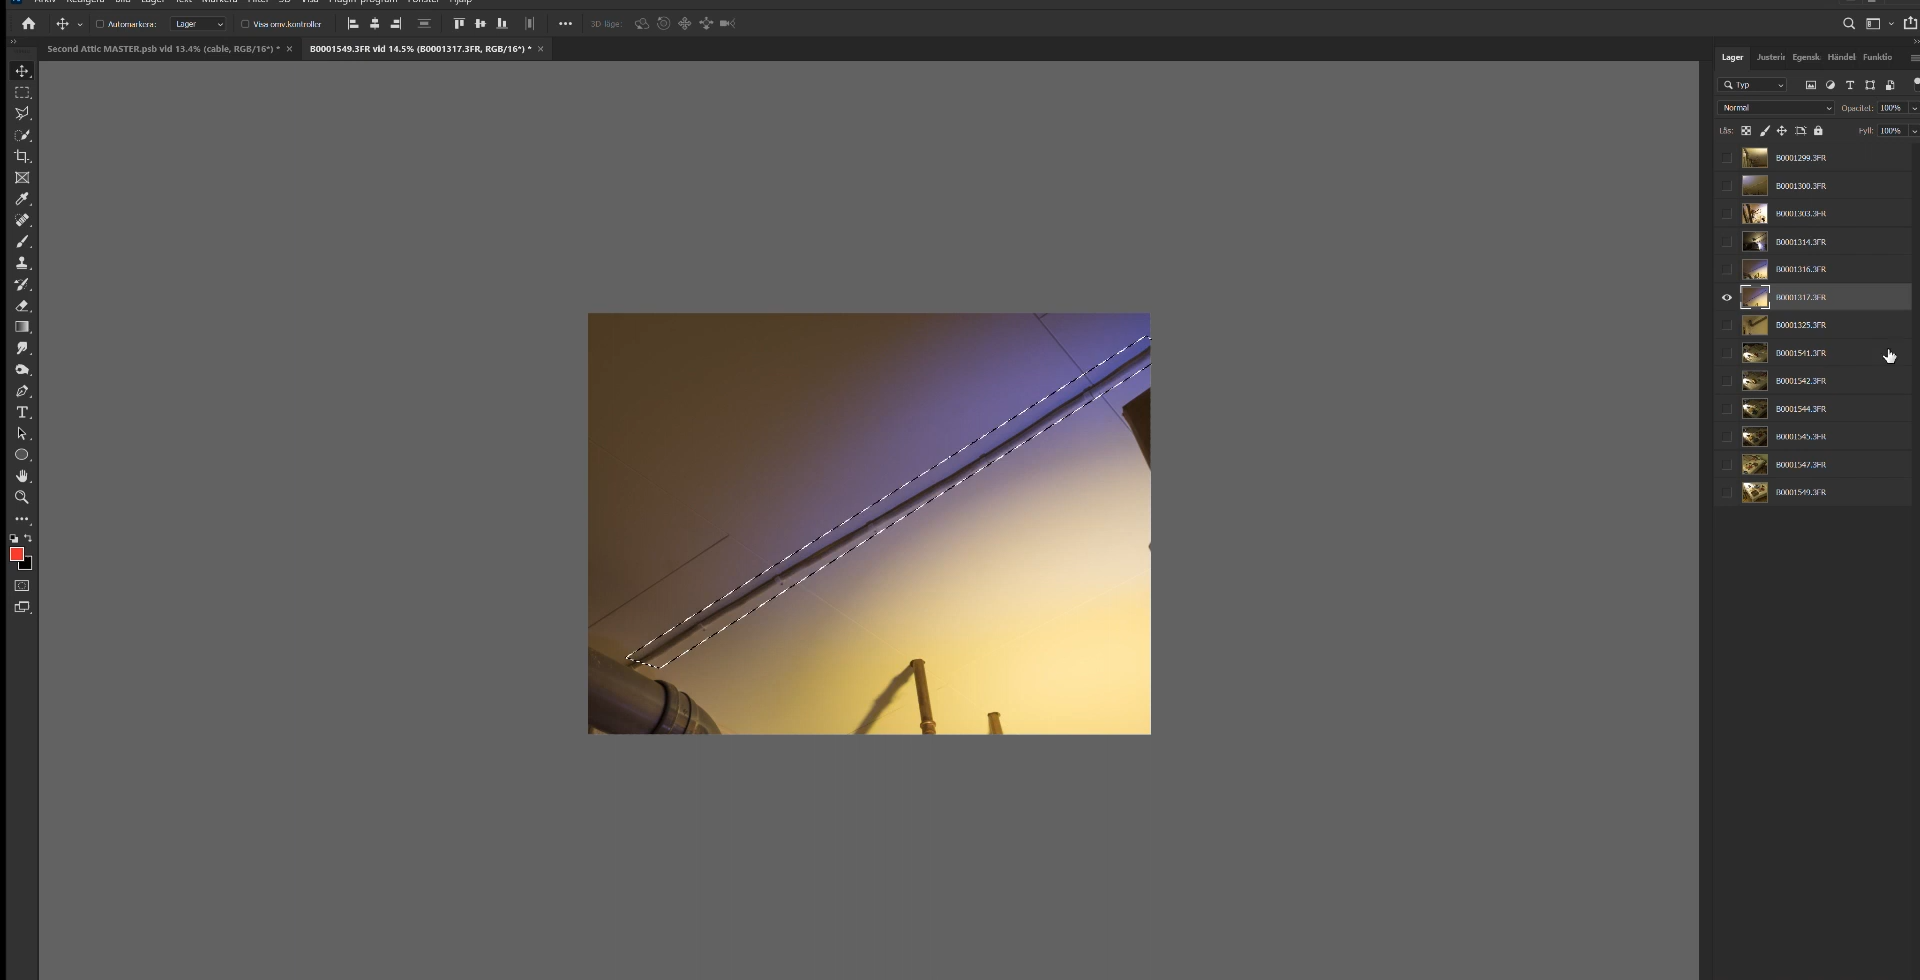 Arkiv Redigera Bild Lager Text Markera Filter 3D Visa Plugin-program Fönster Hjälp
Automarkera: Lager Visa omv.kontroller 3D läge:
Second Attic MASTER.psb vid 13.4% (cable, RGB/16*) * × B0001549.3FR vid 14.5% (B0001317.3FR, RGB/16*) * ×
Lager Justerir Egensk Händel Funktio
Typ
Normal Opacitet: 100%
Lås: Fyll: 100%
B0001299.3FR
B0001300.3FR
B0001303.3FR
B0001314.3FR
B0001316.3FR
B0001317.3FR
B0001325.3FR
B0001541.3FR
B0001542.3FR
B0001544.3FR
B0001545.3FR
B0001547.3FR
B0001549.3FR